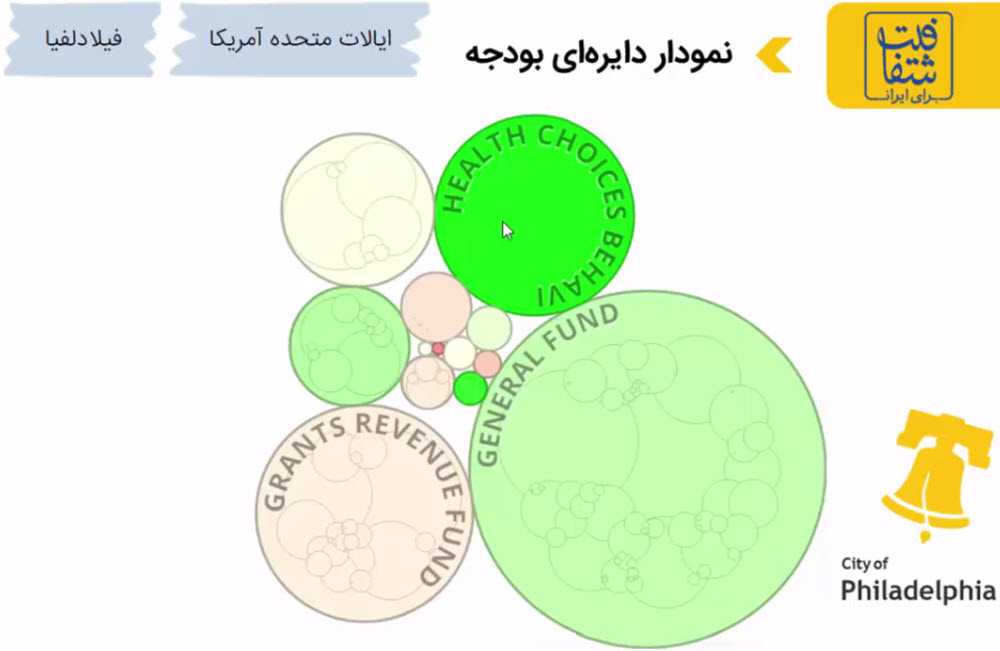 شفافیت
برای ایران
نمودار دایره‌ای بودجه
ایالات متحده آمریکا
فیلادلفیا
HEALTH CHOICES BEHAVI
GENERAL FUND
GRANTS REVENUE FUND
City of
Philadelphia